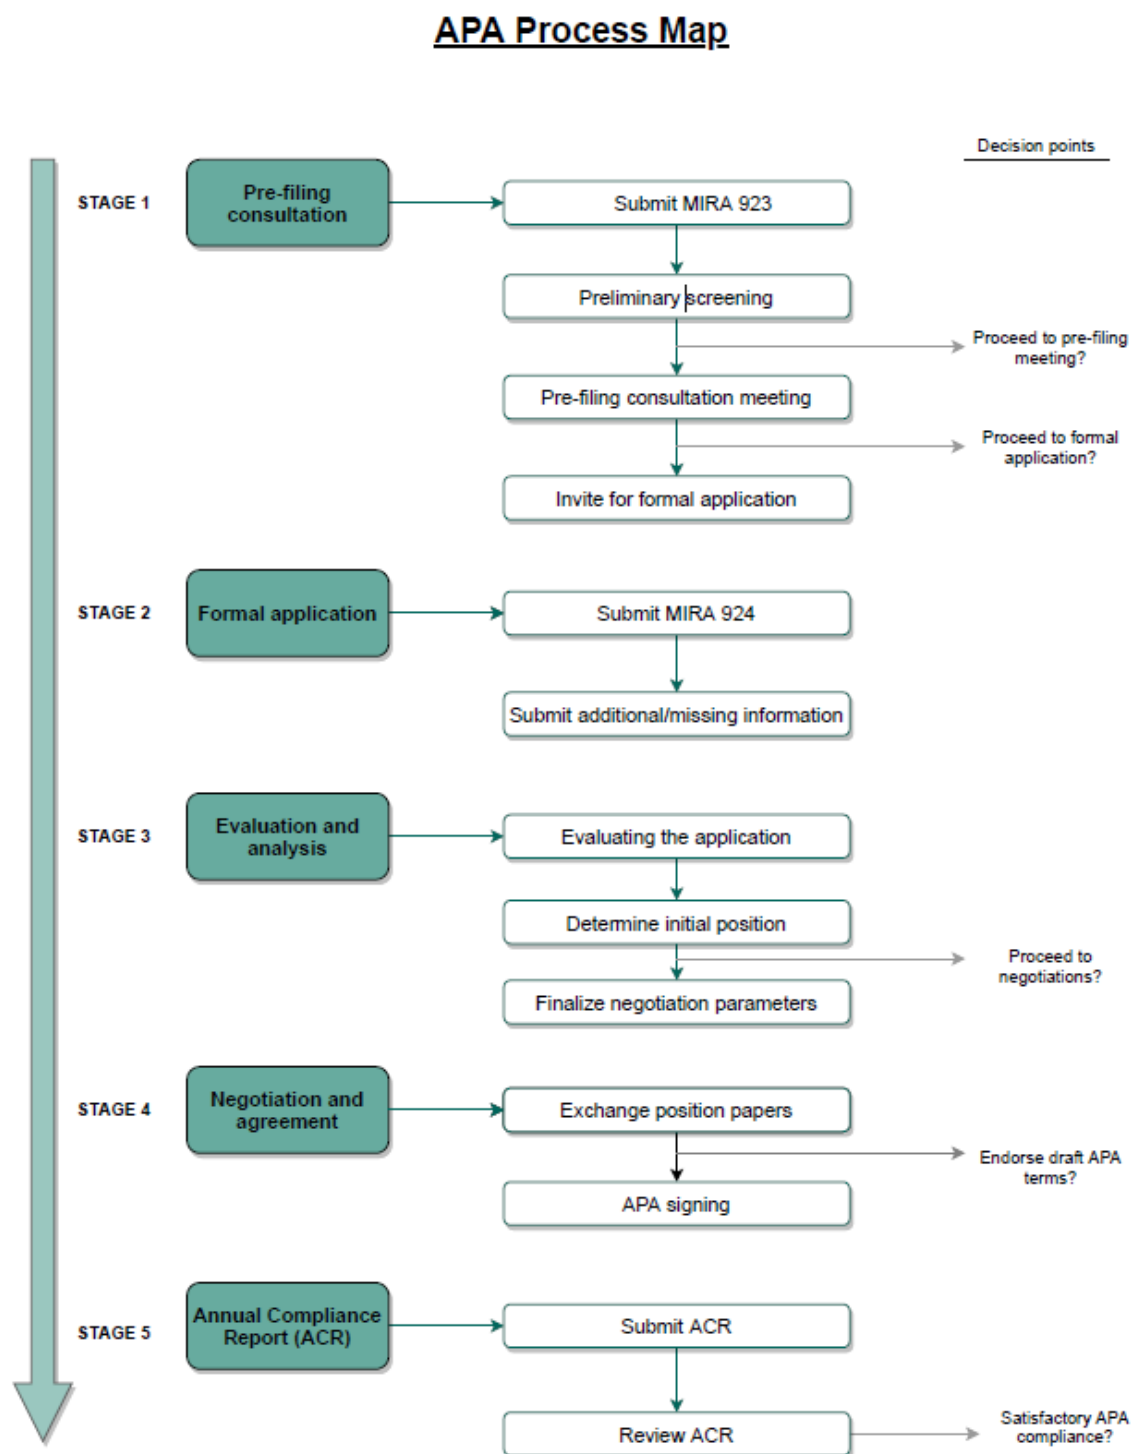 APA Process Map
Decision points
STAGE 1
Pre-filing
consultation
Submit MIRA 923
Preliminary screening
Proceed to pre-filing
meeting?
Pre-filing consultation meeting
Proceed to formal
application?
Invite for formal application
STAGE 2
Formal application
Submit MIRA 924
Submit additional/missing information
STAGE 3
Evaluation and
analysis
Evaluating the application
Determine initial position
Proceed to
negotiations?
Finalize negotiation parameters
STAGE 4
Negotiation and
agreement
Exchange position papers
Endorse draft APA
terms?
APA signing
STAGE 5
Annual Compliance
Report (ACR)
Submit ACR
Review ACR
Satisfactory APA
compliance?